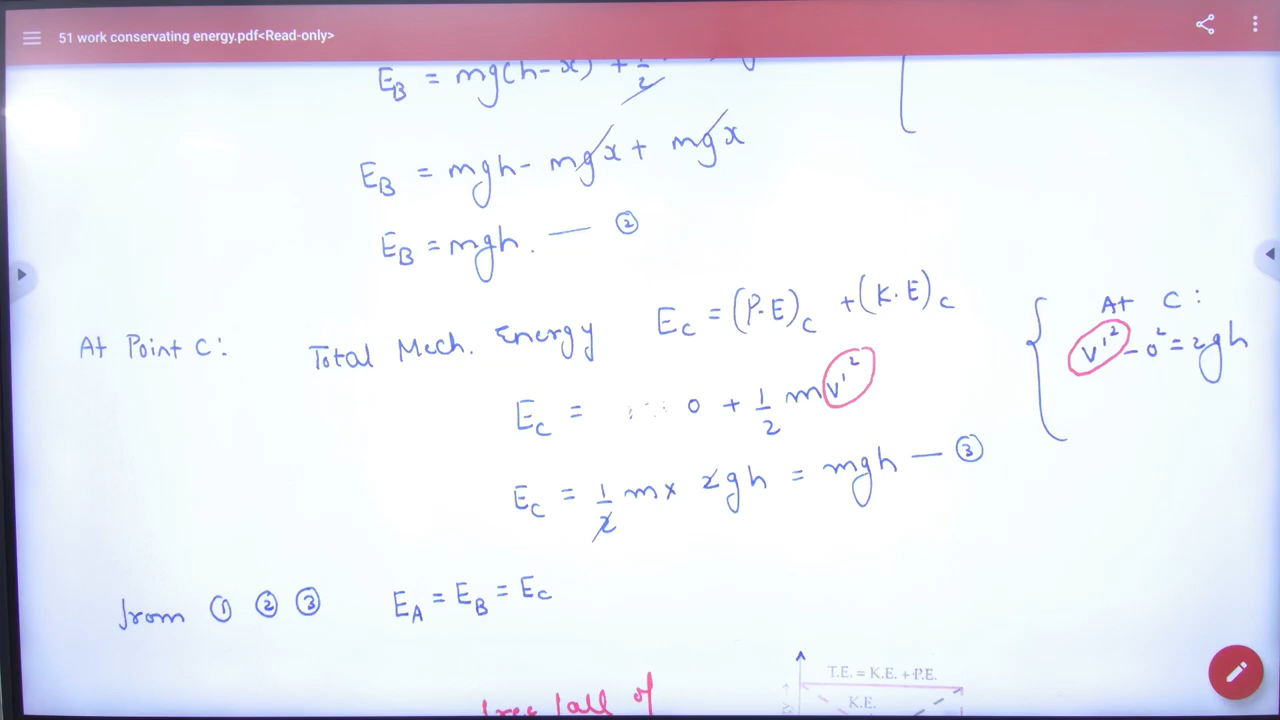 51 work conservating energy.pdf<Read-only>
E_B = mg(h-x) + 1/2
E_B = mgh - mgx + mgx
E_B = mgh. — ②
At Point C: Total Mech. Energy E_C = (P.E)_C + (K.E)_C
E_C = 0 + 1/2 mv'²
E_C = 1/2 m x 2gh = mgh — ③
At C:
v'² - 0² = 2gh
from ① ② ③ E_A = E_B = E_C
free fall of
T.E. = K.E. + P.E.
K.E.